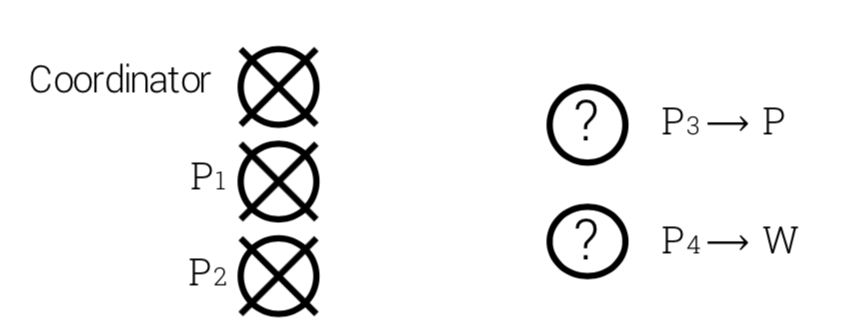 Coordinator
P1
P2
? P3 → P
? P4 → W